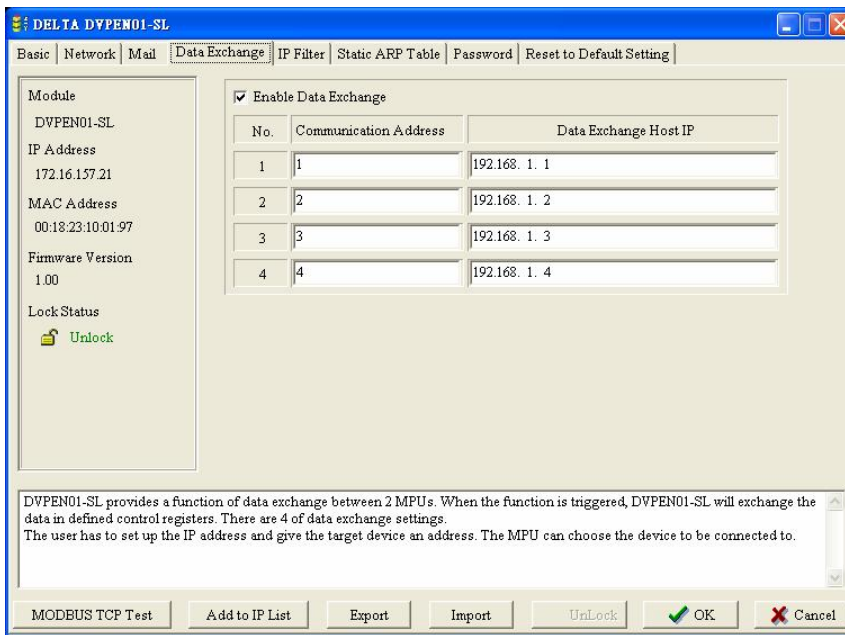 DELTA DVPEN01-SL
Basic Network Mail Data Exchange IP Filter Static ARP Table Password Reset to Default Setting
Module
DVPEN01-SL
IP Address
172.16.157.21
MAC Address
00:18:23:10:01:97
Firmware Version
1.00
Lock Status
Unlock
Enable Data Exchange
No. Communication Address Data Exchange Host IP
1 1 192.168. 1. 1
2 2 192.168. 1. 2
3 3 192.168. 1. 3
4 4 192.168. 1. 4
DVPEN01-SL provides a function of data exchange between 2 MPUs. When the function is triggered, DVPEN01-SL will exchange the
data in defined control registers. There are 4 of data exchange settings.
The user has to set up the IP address and give the target device an address. The MPU can choose the device to be connected to.
MODBUS TCP Test Add to IP List Export Import UnLock OK Cancel